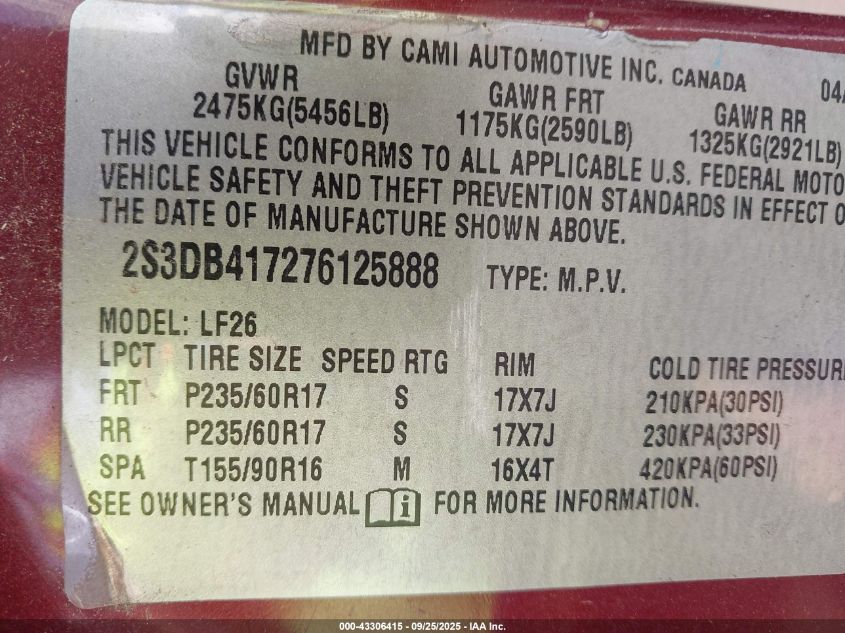 MFD BY CAMI AUTOMOTIVE INC. CANADA 04/
GVWR GAWR FRT GAWR RR
2475KG(5456LB) 1175KG(2590LB) 1325KG(2921LB)
THIS VEHICLE CONFORMS TO ALL APPLICABLE U.S. FEDERAL MOTO
VEHICLE SAFETY AND THEFT PREVENTION STANDARDS IN EFFECT O
THE DATE OF MANUFACTURE SHOWN ABOVE.
2S3DB417276125888 TYPE: M.P.V.
MODEL: LF26
LPCT TIRE SIZE SPEED RTG RIM COLD TIRE PRESSURE
FRT P235/60R17 S 17X7J 210KPA(30PSI)
RR P235/60R17 S 17X7J 230KPA(33PSI)
SPA T155/90R16 M 16X4T 420KPA(60PSI)
SEE OWNER'S MANUAL i FOR MORE INFORMATION.
000-43306415 - 09/25/2025 - IAA Inc.